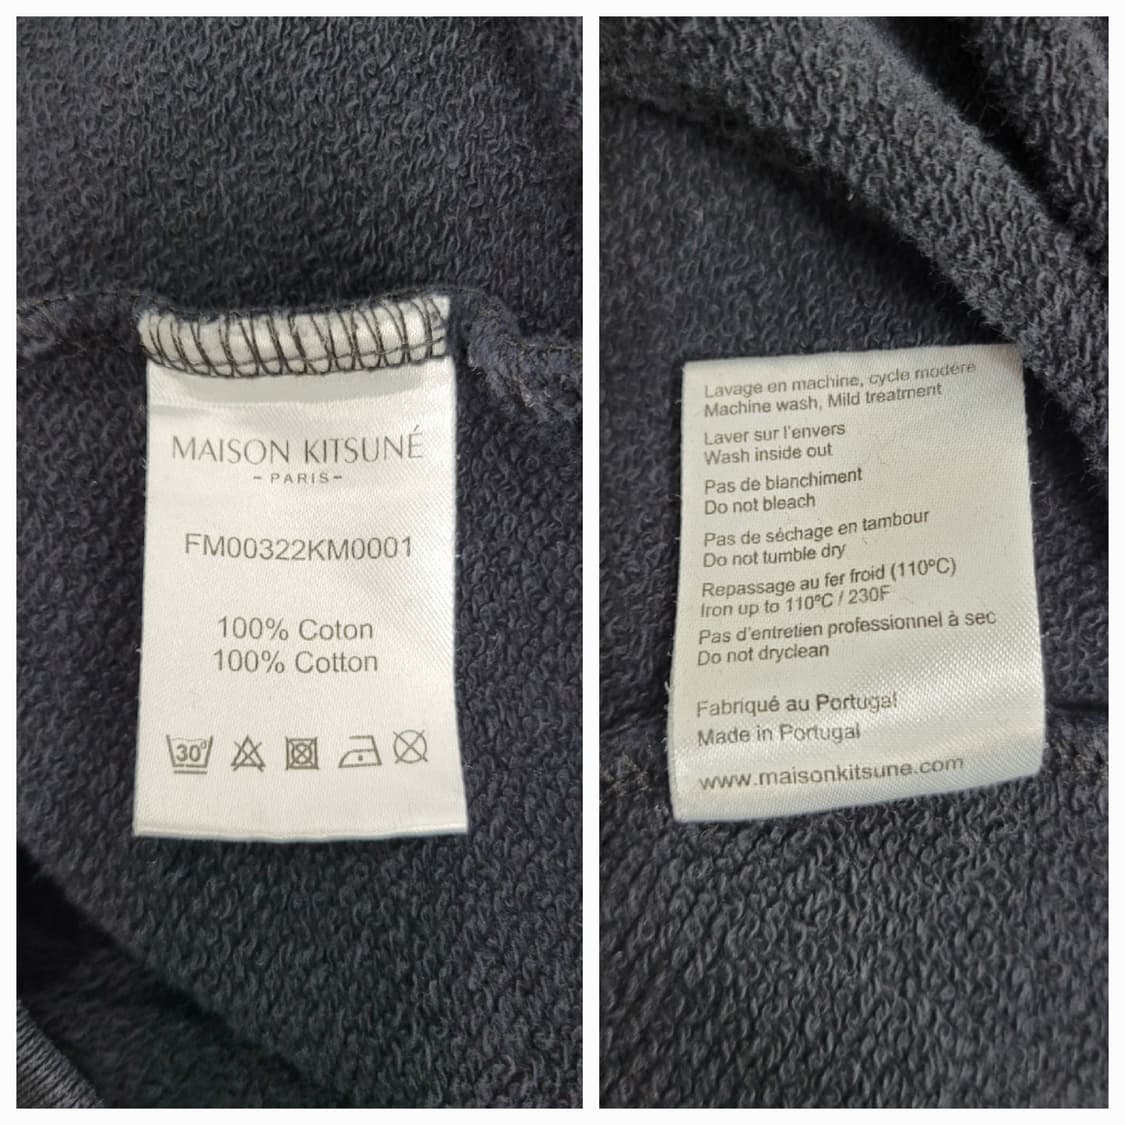 MAISON KITSUNÉ
- PARIS -
FM00322KM0001
100% Coton
100% Cotton
30°
Lavage en machine, cycle modéré
Machine wash, Mild treatment
Laver sur l'envers
Wash inside out
Pas de blanchiment
Do not bleach
Pas de séchage en tambour
Do not tumble dry
Repassage au fer froid (110ºC)
Iron up to 110ºC / 230F
Pas d'entretien professionnel à sec
Do not dryclean
Fabriqué au Portugal
Made in Portugal
www.maisonkitsune.com